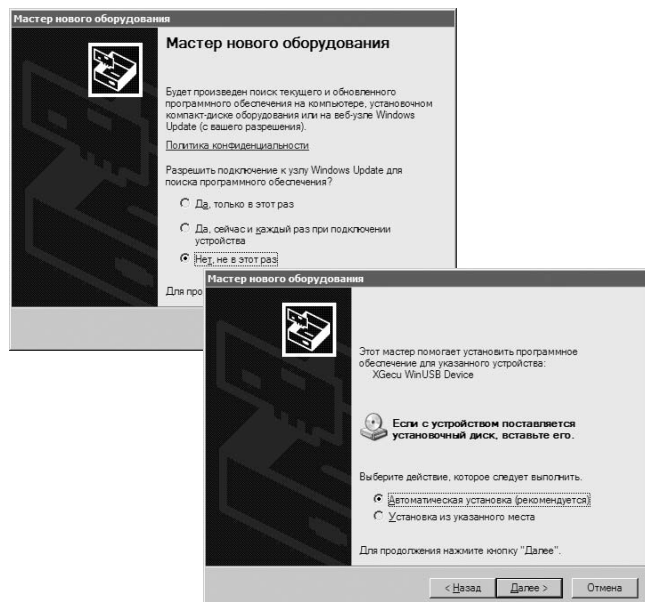 Мастер нового оборудования
Мастер нового оборудования
Будет произведен поиск текущего и обновленного
программного обеспечения на компьютере, установочном
компакт-диске оборудования или на веб-узле Windows
Update (с вашего разрешения).
Политика конфиденциальности
Разрешить подключение к узлу Windows Update для
поиска программного обеспечения?
Да, только в этот раз
Да, сейчас и каждый раз при подключении
устройства
Нет, не в этот раз
Для про
Мастер нового оборудования
Этот мастер помогает установить программное
обеспечение для указанного устройства:
XGecu WinUSB Device
Если с устройством поставляется
установочный диск, вставьте его.
Выберите действие, которое следует выполнить.
Автоматическая установка (рекомендуется)
Установка из указанного места
Для продолжения нажмите кнопку "Далее".
< Назад Далее > Отмена